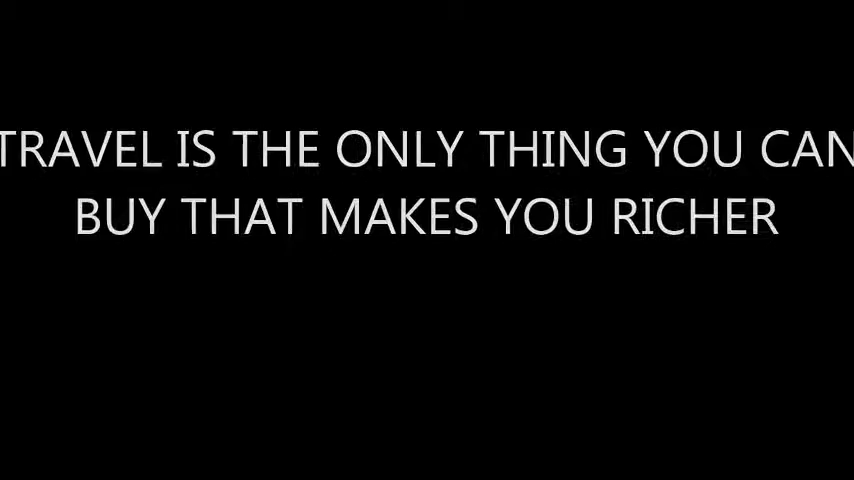 TRAVEL IS THE ONLY THING YOU CAN
BUY THAT MAKES YOU RICHER